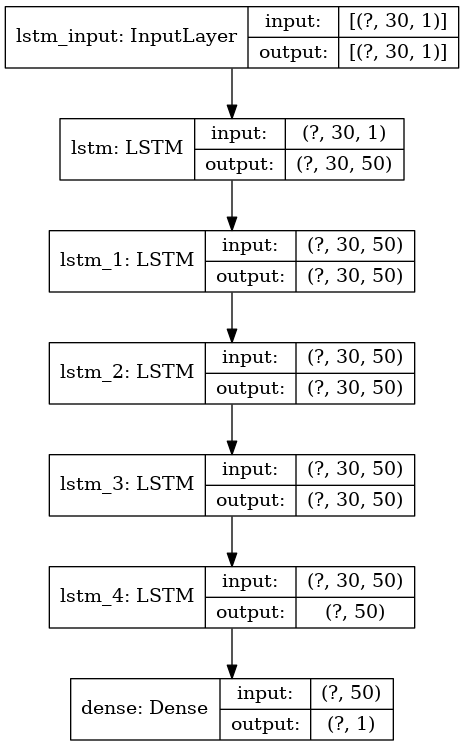 lstm_input: InputLayer input: [(?, 30, 1)]
output: [(?, 30, 1)]
lstm: LSTM input: (?, 30, 1)
output: (?, 30, 50)
lstm_1: LSTM input: (?, 30, 50)
output: (?, 30, 50)
lstm_2: LSTM input: (?, 30, 50)
output: (?, 30, 50)
lstm_3: LSTM input: (?, 30, 50)
output: (?, 30, 50)
lstm_4: LSTM input: (?, 30, 50)
output: (?, 50)
dense: Dense input: (?, 50)
output: (?, 1)